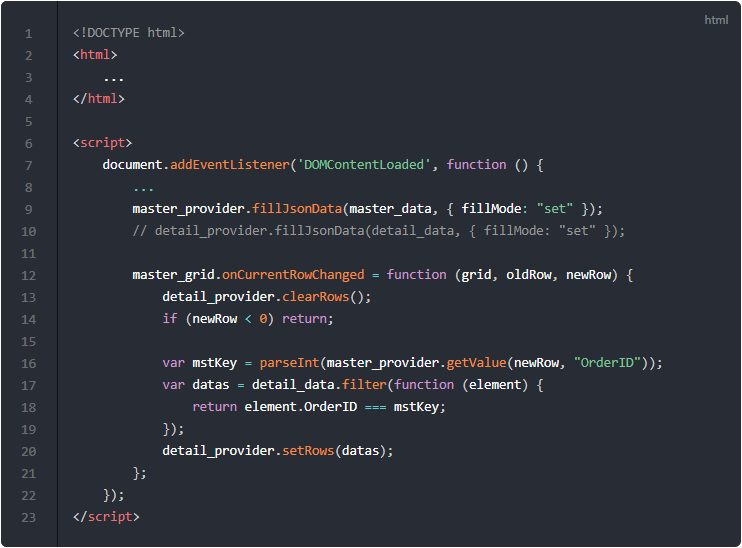 html
1 <!DOCTYPE html>
2 <html>
3     ...
4 </html>
5
6 <script>
7     document.addEventListener('DOMContentLoaded', function () {
8         ...
9         master_provider.fillJsonData(master_data, { fillMode: "set" });
10         // detail_provider.fillJsonData(detail_data, { fillMode: "set" });
11
12         master_grid.onCurrentRowChanged = function (grid, oldRow, newRow) {
13             detail_provider.clearRows();
14             if (newRow < 0) return;
15
16             var mstKey = parseInt(master_provider.getValue(newRow, "OrderID"));
17             var datas = detail_data.filter(function (element) {
18                 return element.OrderID === mstKey;
19             });
20             detail_provider.setRows(datas);
21         };
22     });
23 </script>